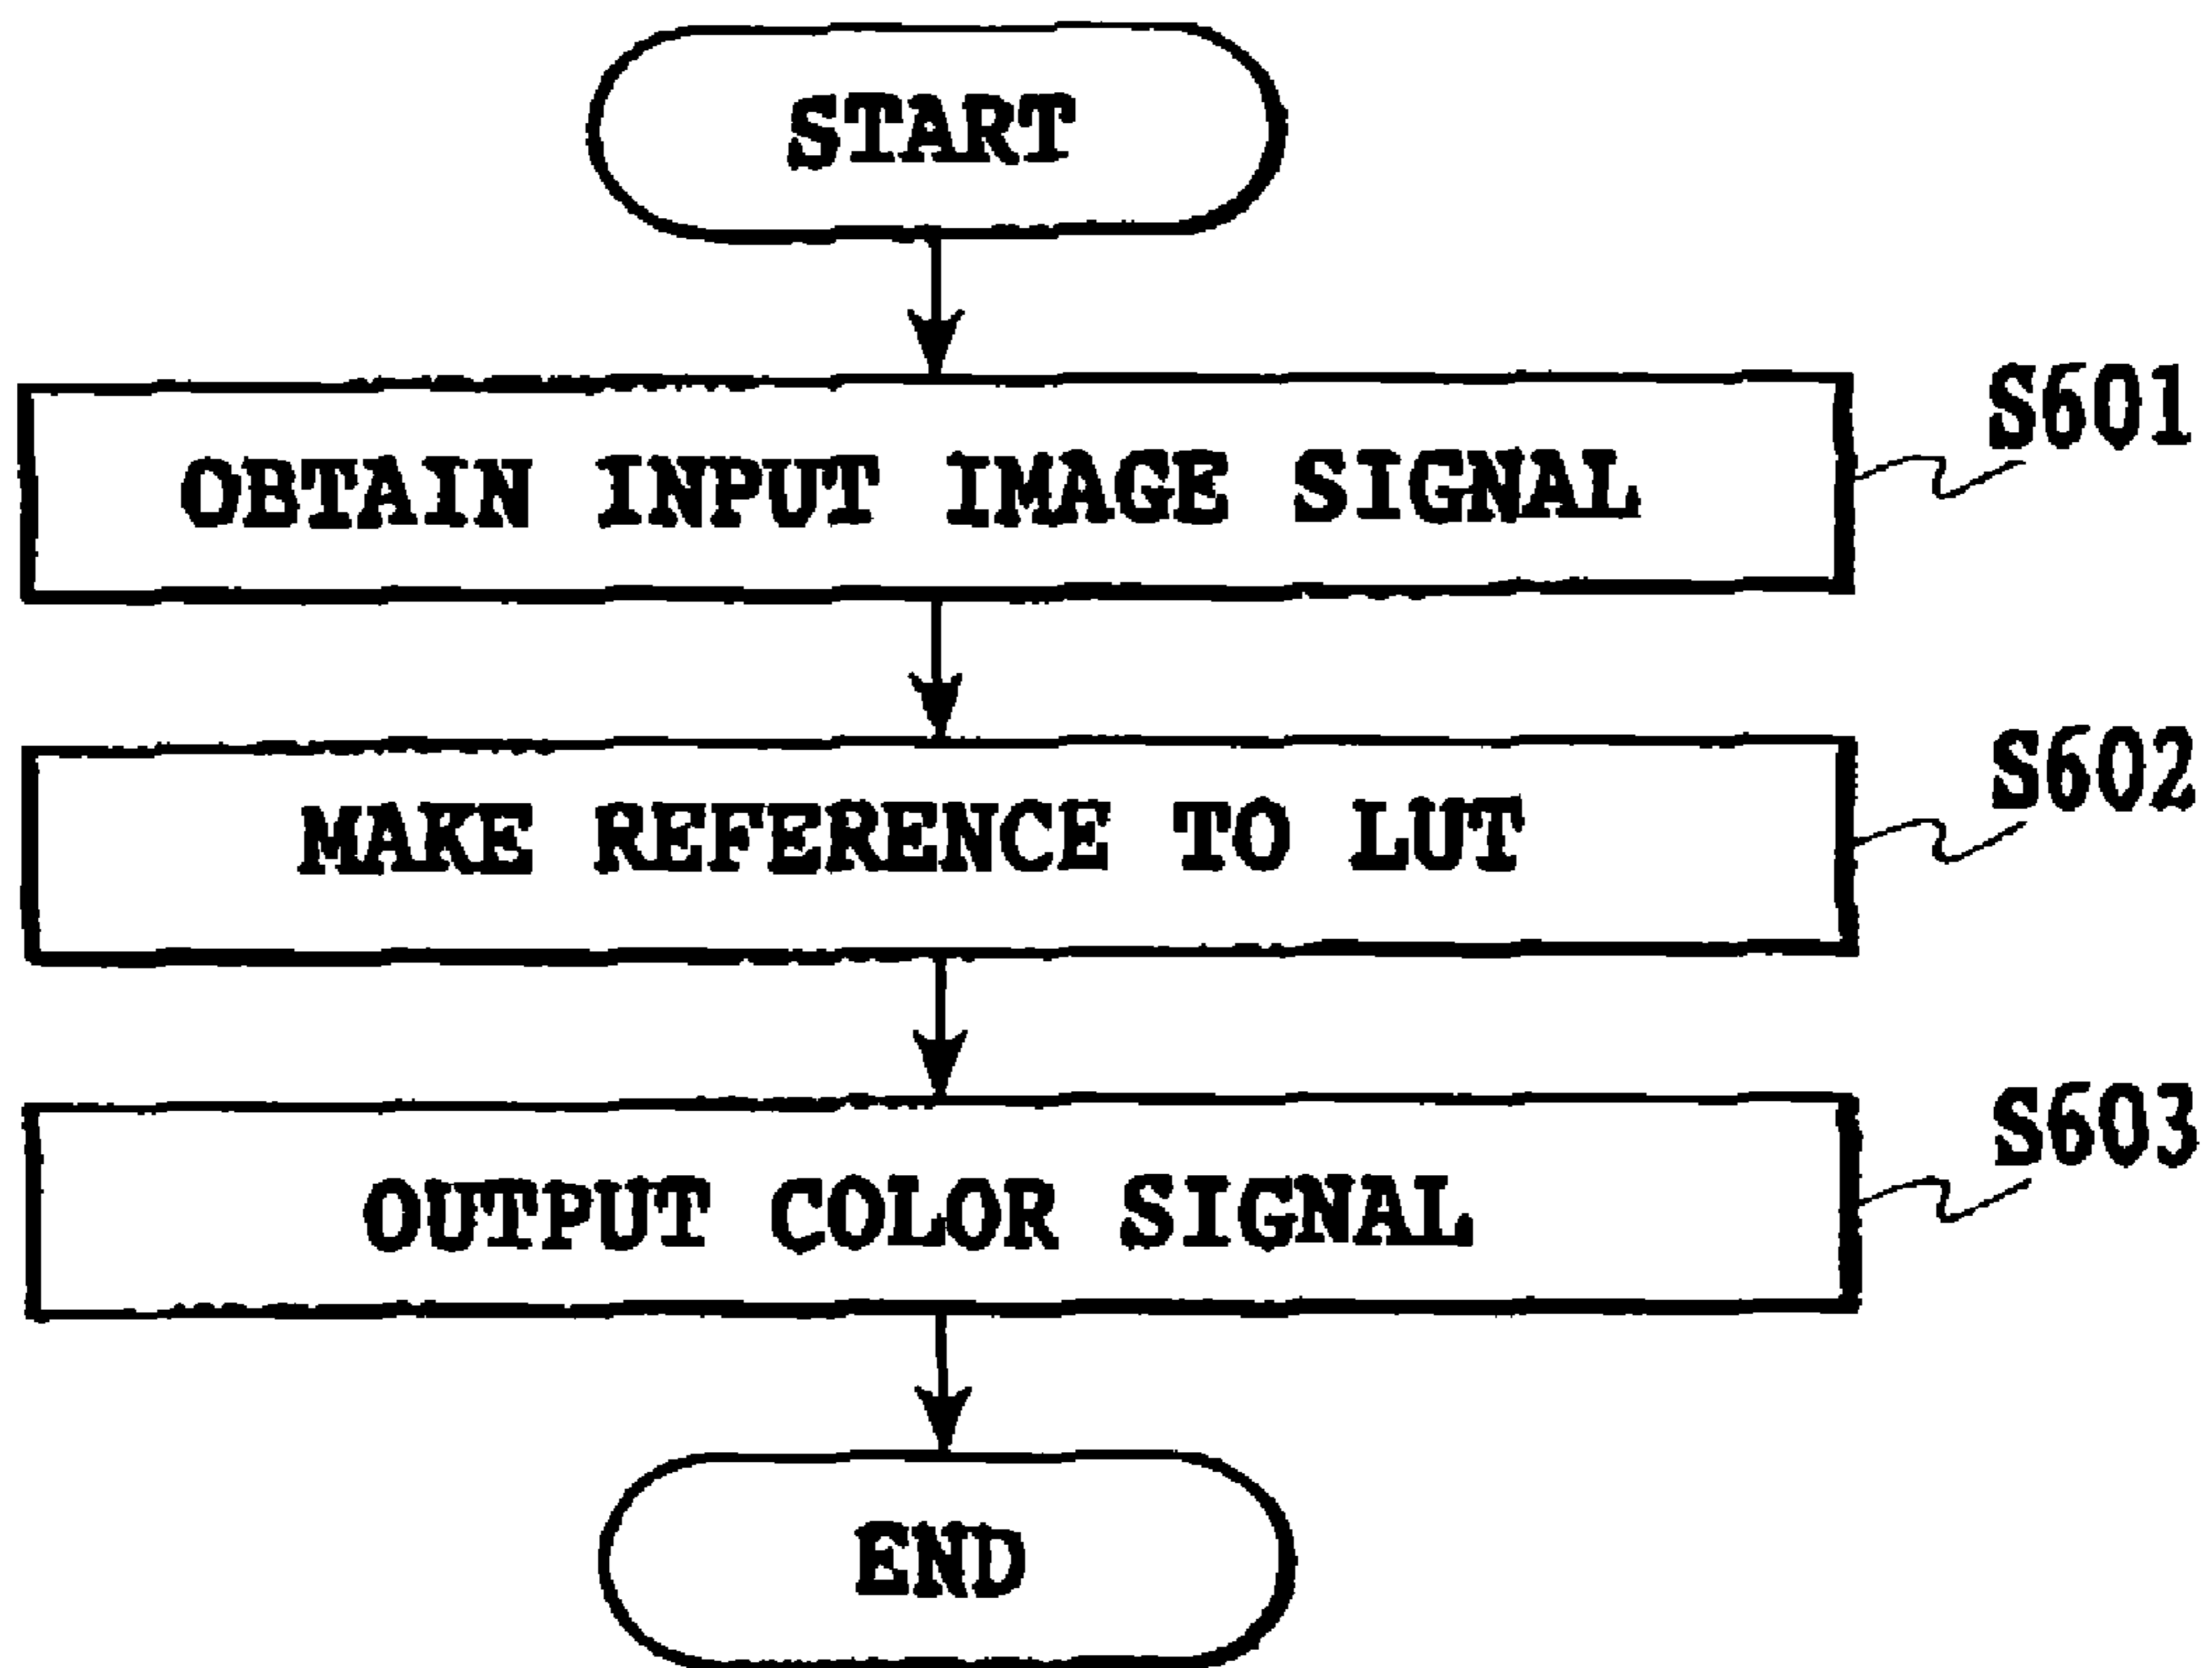 START
S601
OBTAIN INPUT IMAGE SIGNAL
S602
MAKE REFERENCE TO LUT
S603
OUTPUT COLOR SIGNAL
END